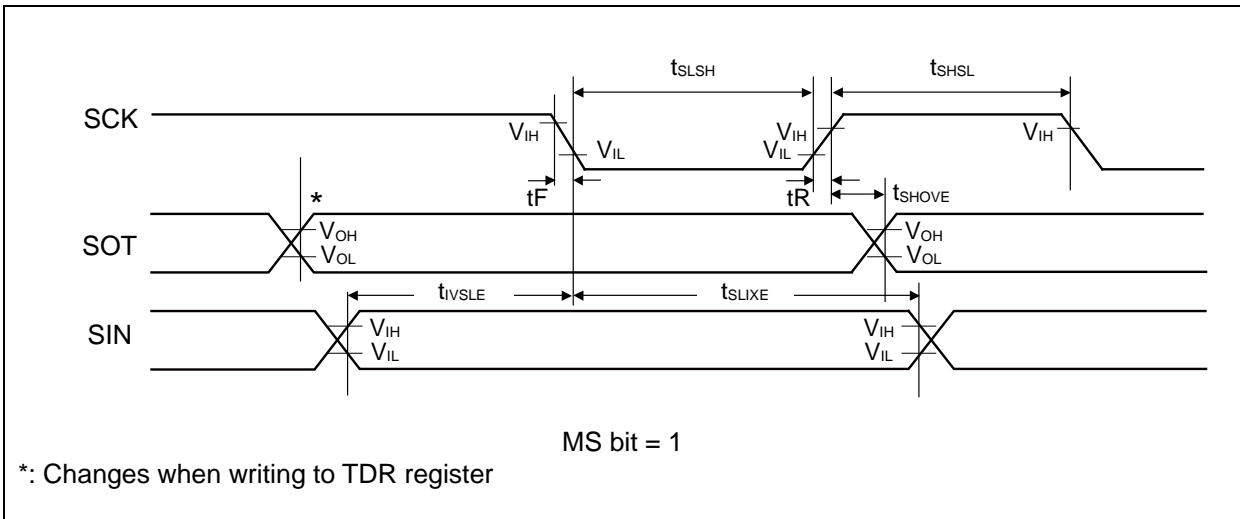 tSLSH
tSHSL
SCK
VIH
VIL
VIH
VIL
VIH
tF
tR
tSHOVE
*
SOT
VOH
VOL
VOH
VOL
tIVSLE
tSLIXE
SIN
VIH
VIL
VIH
VIL
MS bit = 1
*: Changes when writing to TDR register